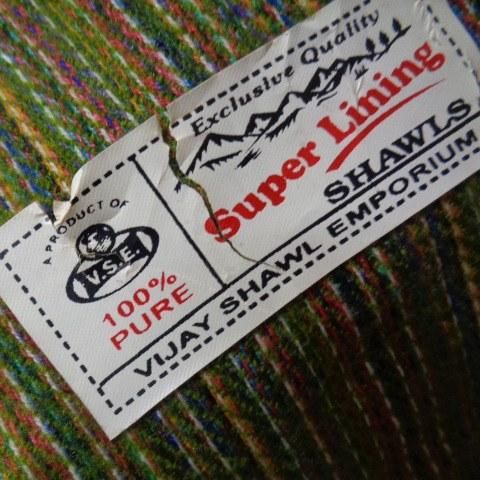 Exclusive Quality
Super Lining
SHAWLS
A PRODUCT OF
V.S.E.
100%
PURE
VIJAY SHAWL EMPORIUM